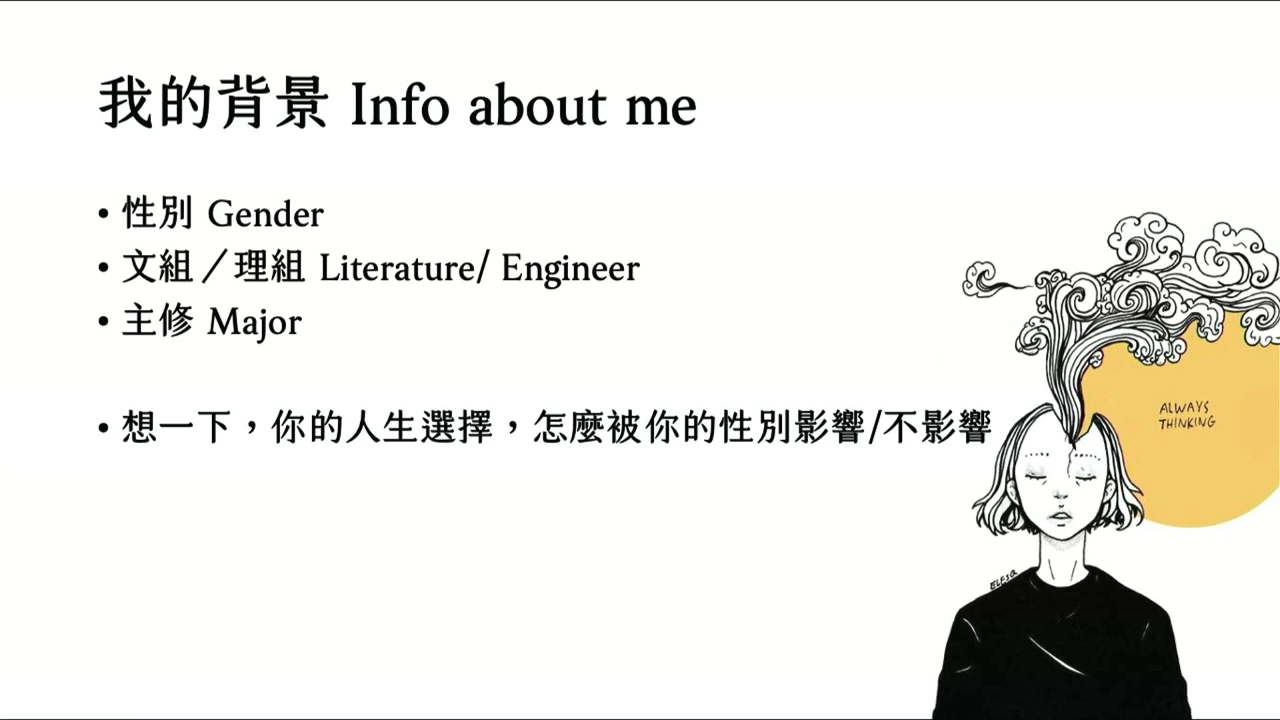 我的背景 Info about me
• 性別 Gender
• 文組／理組 Literature/ Engineer
• 主修 Major
• 想一下，你的人生選擇，怎麼被你的性別影響/不影響
ALWAYS
THINKING